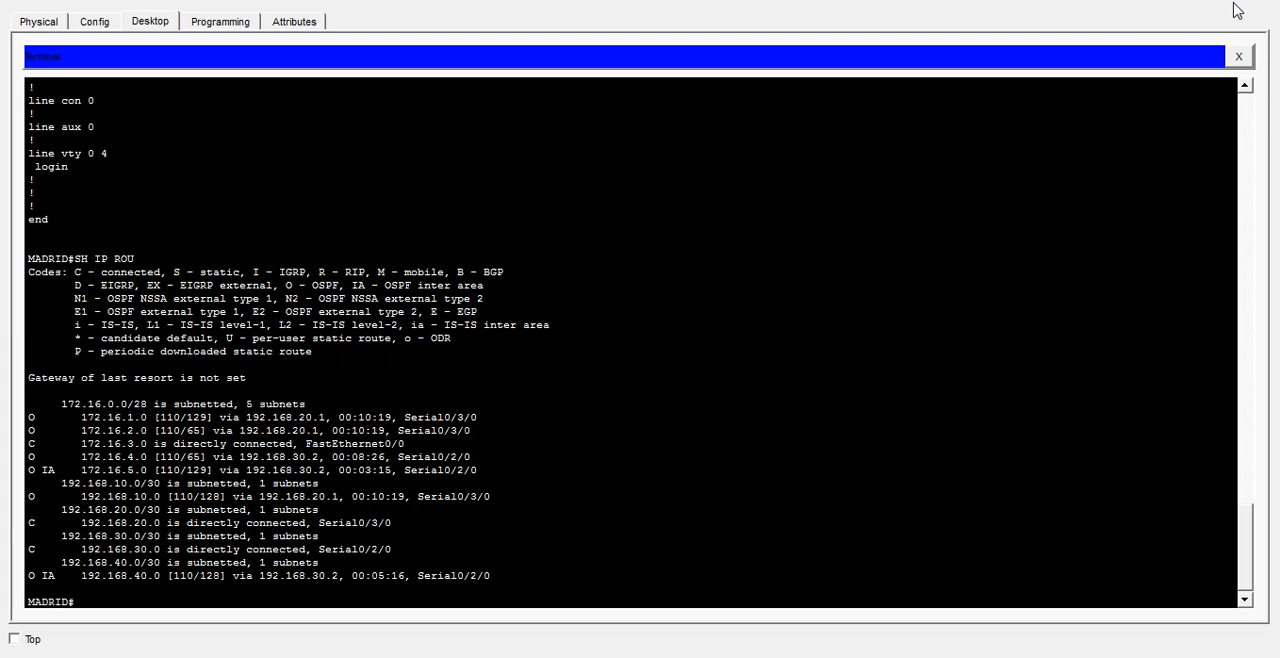 Physical Config Desktop Programming Attributes
Terminal X
!
line con 0
!
line aux 0
!
line vty 0 4
login
!
!
!
end
MADRID#SH IP ROU
Codes: C - connected, S - static, I - IGRP, R - RIP, M - mobile, B - BGP
D - EIGRP, EX - EIGRP external, O - OSPF, IA - OSPF inter area
N1 - OSPF NSSA external type 1, N2 - OSPF NSSA external type 2
E1 - OSPF external type 1, E2 - OSPF external type 2, E - EGP
i - IS-IS, L1 - IS-IS level-1, L2 - IS-IS level-2, ia - IS-IS inter area
* - candidate default, U - per-user static route, o - ODR
P - periodic downloaded static route
Gateway of last resort is not set
172.16.0.0/28 is subnetted, 5 subnets
O 172.16.1.0 [110/129] via 192.168.20.1, 00:10:19, Serial0/3/0
O 172.16.2.0 [110/65] via 192.168.20.1, 00:10:19, Serial0/3/0
C 172.16.3.0 is directly connected, FastEthernet0/0
O 172.16.4.0 [110/65] via 192.168.30.2, 00:08:26, Serial0/2/0
O IA 172.16.5.0 [110/129] via 192.168.30.2, 00:03:15, Serial0/2/0
192.168.10.0/30 is subnetted, 1 subnets
O 192.168.10.0 [110/128] via 192.168.20.1, 00:10:19, Serial0/3/0
192.168.20.0/30 is subnetted, 1 subnets
C 192.168.20.0 is directly connected, Serial0/3/0
192.168.30.0/30 is subnetted, 1 subnets
C 192.168.30.0 is directly connected, Serial0/2/0
192.168.40.0/30 is subnetted, 1 subnets
O IA 192.168.40.0 [110/128] via 192.168.30.2, 00:05:16, Serial0/2/0
MADRID#
Top